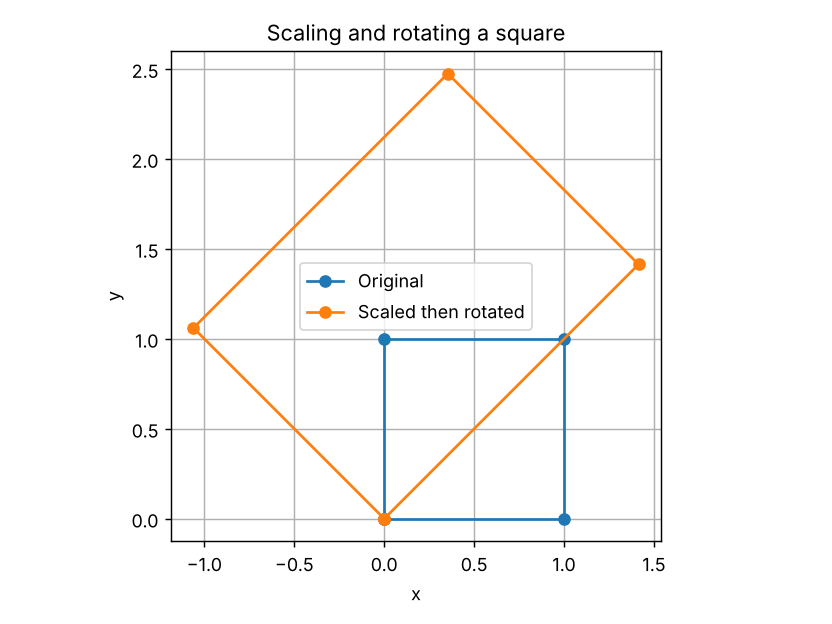 Scaling and rotating a square
2.5
2.0
1.5
1.0
0.5
0.0
y
Original
Scaled then rotated
−1.0 −0.5 0.0 0.5 1.0 1.5
x